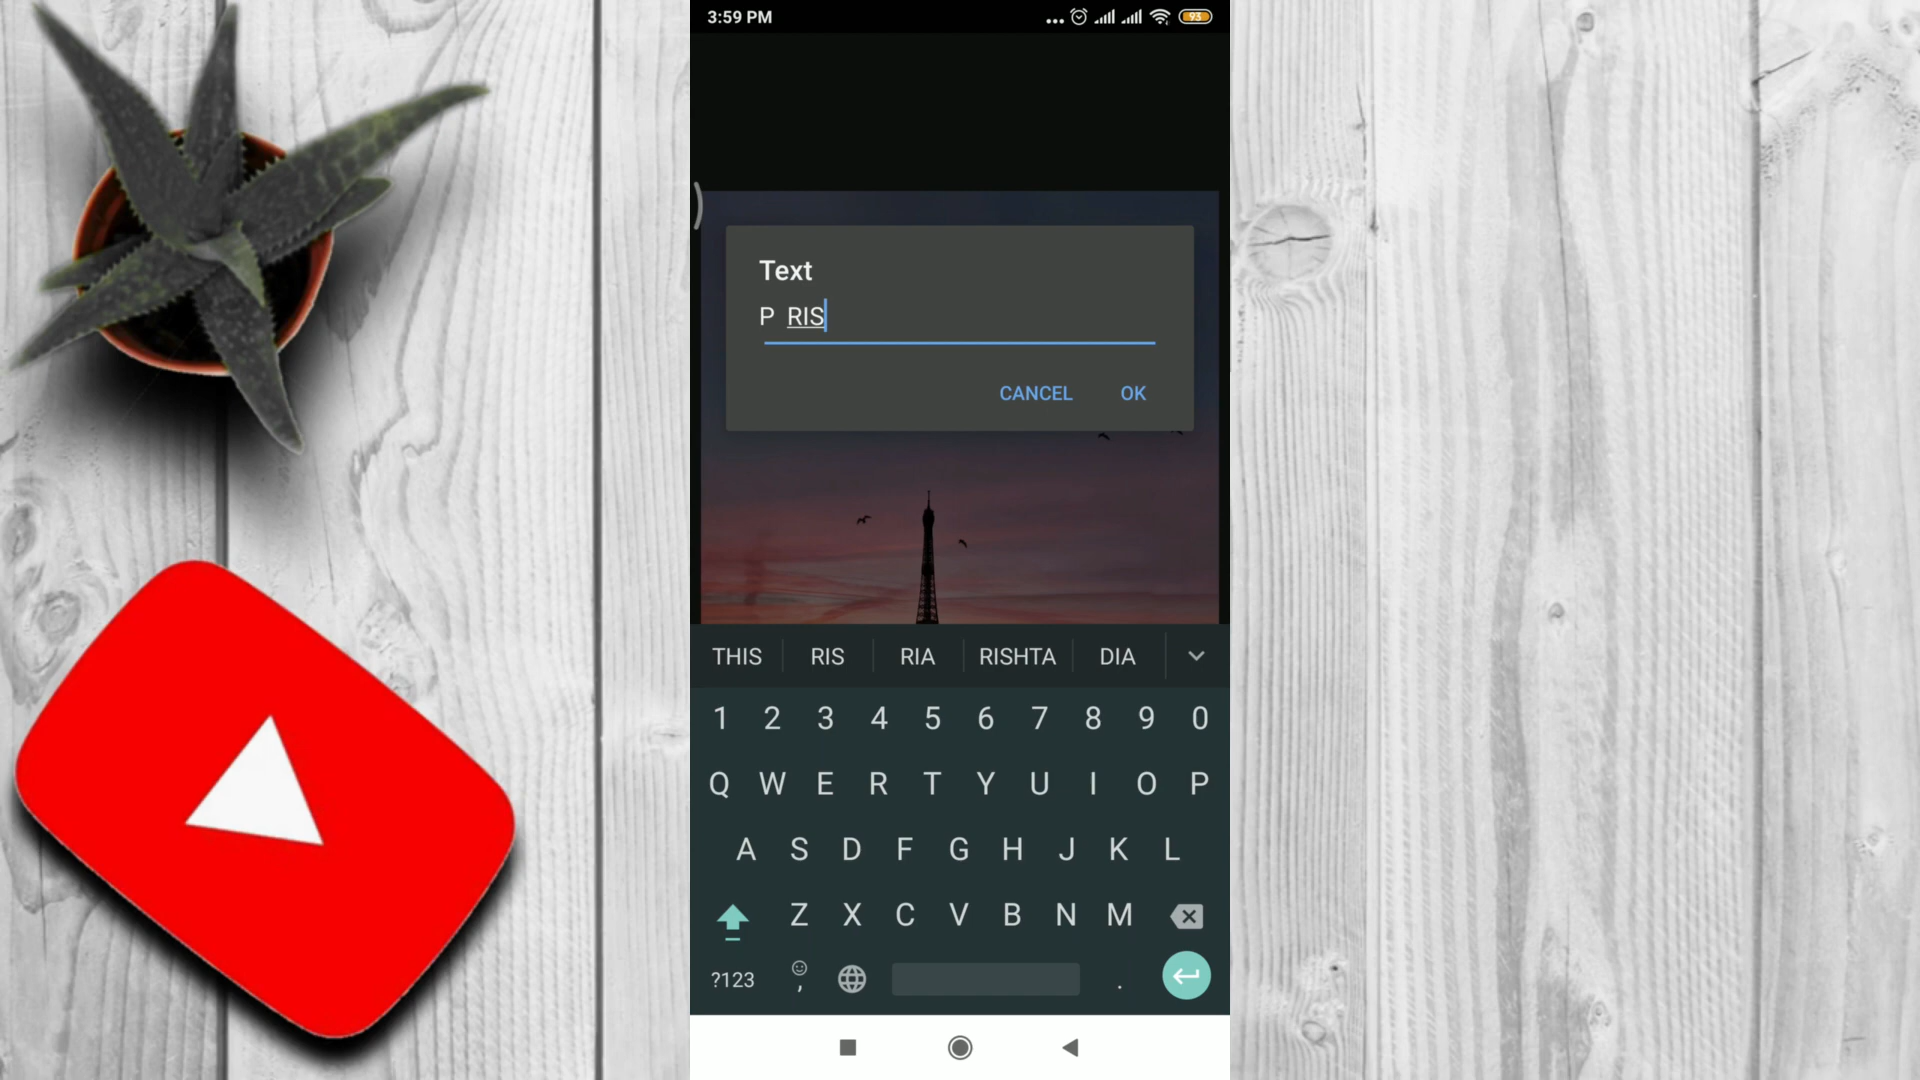 3:59 PM
93
Text
P  RIS
CANCEL OK
THIS RIS RIA RISHTA DIA
1 2 3 4 5 6 7 8 9 0
Q W E R T Y U I O P
A S D F G H J K L
Z X C V B N M
?123 , .